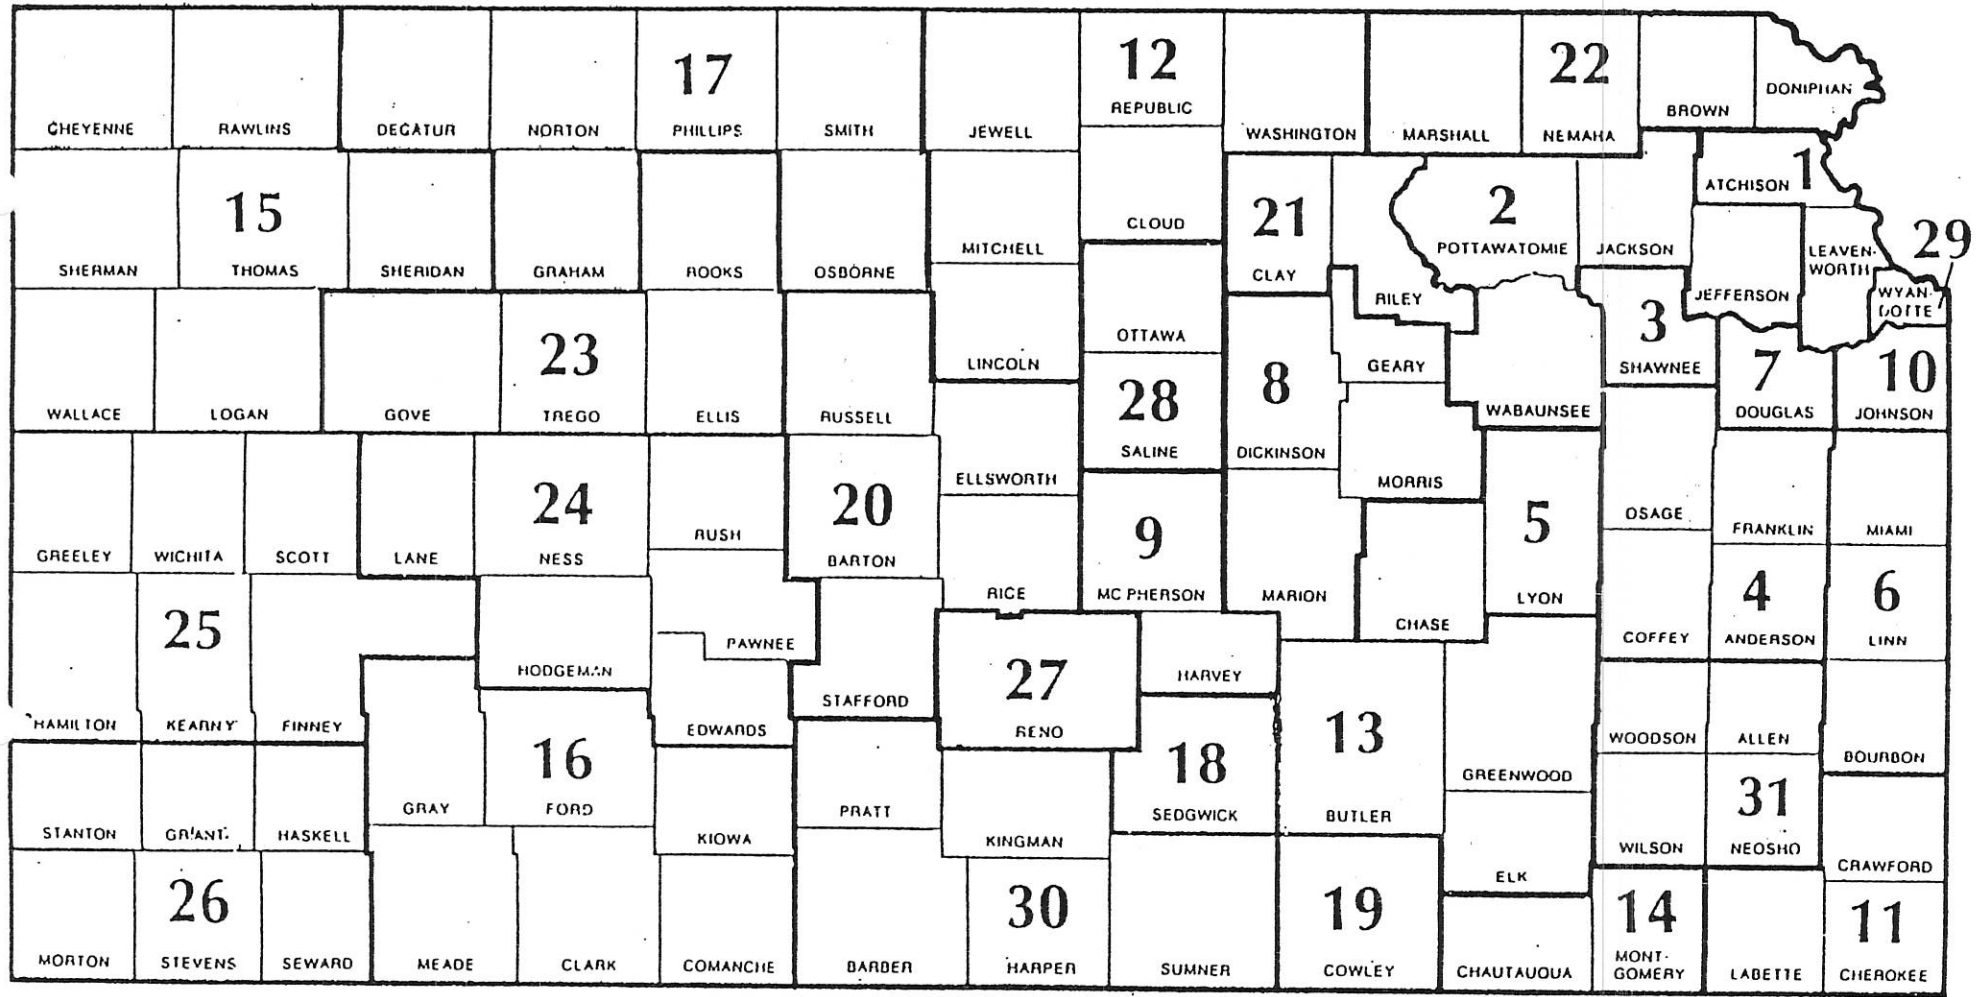 17
12
22
CHEYENNE
RAWLINS
DECATUR
NORTON
PHILLIPS
SMITH
JEWELL
REPUBLIC
WASHINGTON
MARSHALL
NEMAHA
BROWN
DONIPHAN
15
21
2
1
29
SHERMAN
THOMAS
SHERIDAN
GRAHAM
ROOKS
OSBORNE
MITCHELL
CLOUD
CLAY
RILEY
POTTAWATOMIE
JACKSON
ATCHISON
JEFFERSON
LEAVEN-
WORTH
WYAN-
DOTTE
23
28
8
3
7
10
WALLACE
LOGAN
GOVE
TREGO
ELLIS
RUSSELL
LINCOLN
OTTAWA
SALINE
DICKINSON
GEARY
WABAUNSEE
SHAWNEE
DOUGLAS
JOHNSON
24
20
9
5
GREELEY
WICHITA
SCOTT
LANE
NESS
RUSH
BARTON
ELLSWORTH
RICE
MC PHERSON
MARION
MORRIS
CHASE
LYON
OSAGE
FRANKLIN
MIAMI
25
27
4
6
HAMILTON
KEARNY
FINNEY
HODGEMAN
PAWNEE
EDWARDS
STAFFORD
RENO
HARVEY
COFFEY
ANDERSON
LINN
16
18
13
31
STANTON
GRANT
HASKELL
GRAY
FORD
KIOWA
PRATT
KINGMAN
SEDGWICK
BUTLER
GREENWOOD
WOODSON
ALLEN
BOURBON
WILSON
NEOSHO
CRAWFORD
26
30
19
14
11
MORTON
STEVENS
SEWARD
MEADE
CLARK
COMANCHE
BARBER
HARPER
SUMNER
COWLEY
ELK
CHAUTAUQUA
MONT-
GOMERY
LABETTE
CHEROKEE